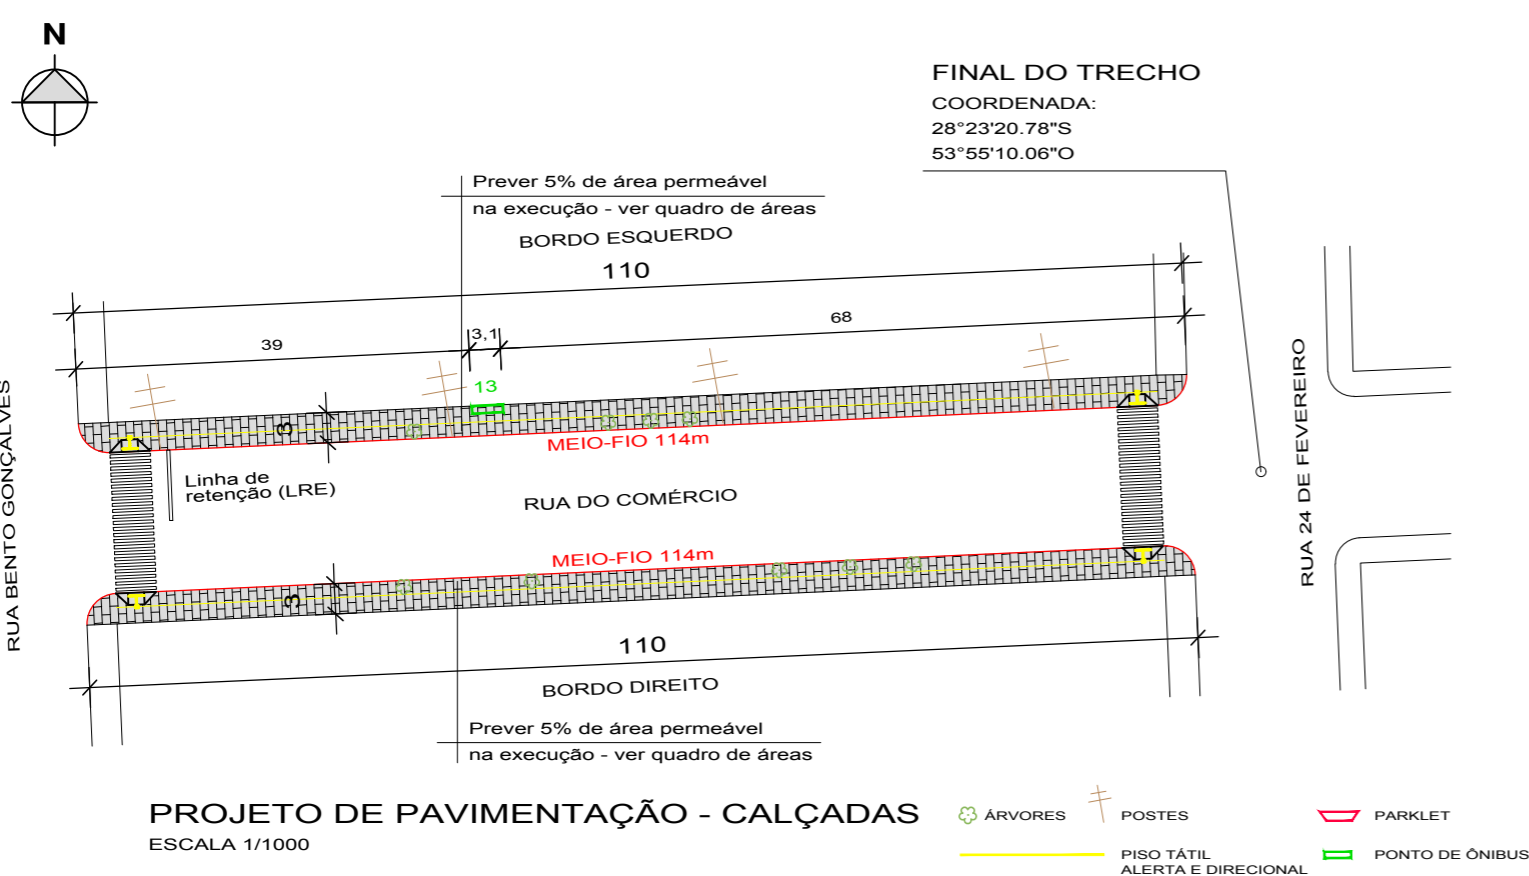 N
FINAL DO TRECHO
COORDENADA:
28°23'20.78"S
53°55'10.06"O
Prever 5% de área permeável
na execução - ver quadro de áreas
BORDO ESQUERDO
110
39
3,1
68
13
3
MEIO-FIO 114m
Linha de
retenção (LRE)
RUA DO COMÉRCIO
RUA BENTO GONÇALVES
RUA 24 DE FEVEREIRO
MEIO-FIO 114m
3
110
BORDO DIREITO
Prever 5% de área permeável
na execução - ver quadro de áreas
PROJETO DE PAVIMENTAÇÃO - CALÇADAS
ESCALA 1/1000
ÁRVORES
POSTES
PARKLET
PISO TÁTIL
ALERTA E DIRECIONAL
PONTO DE ÔNIBUS